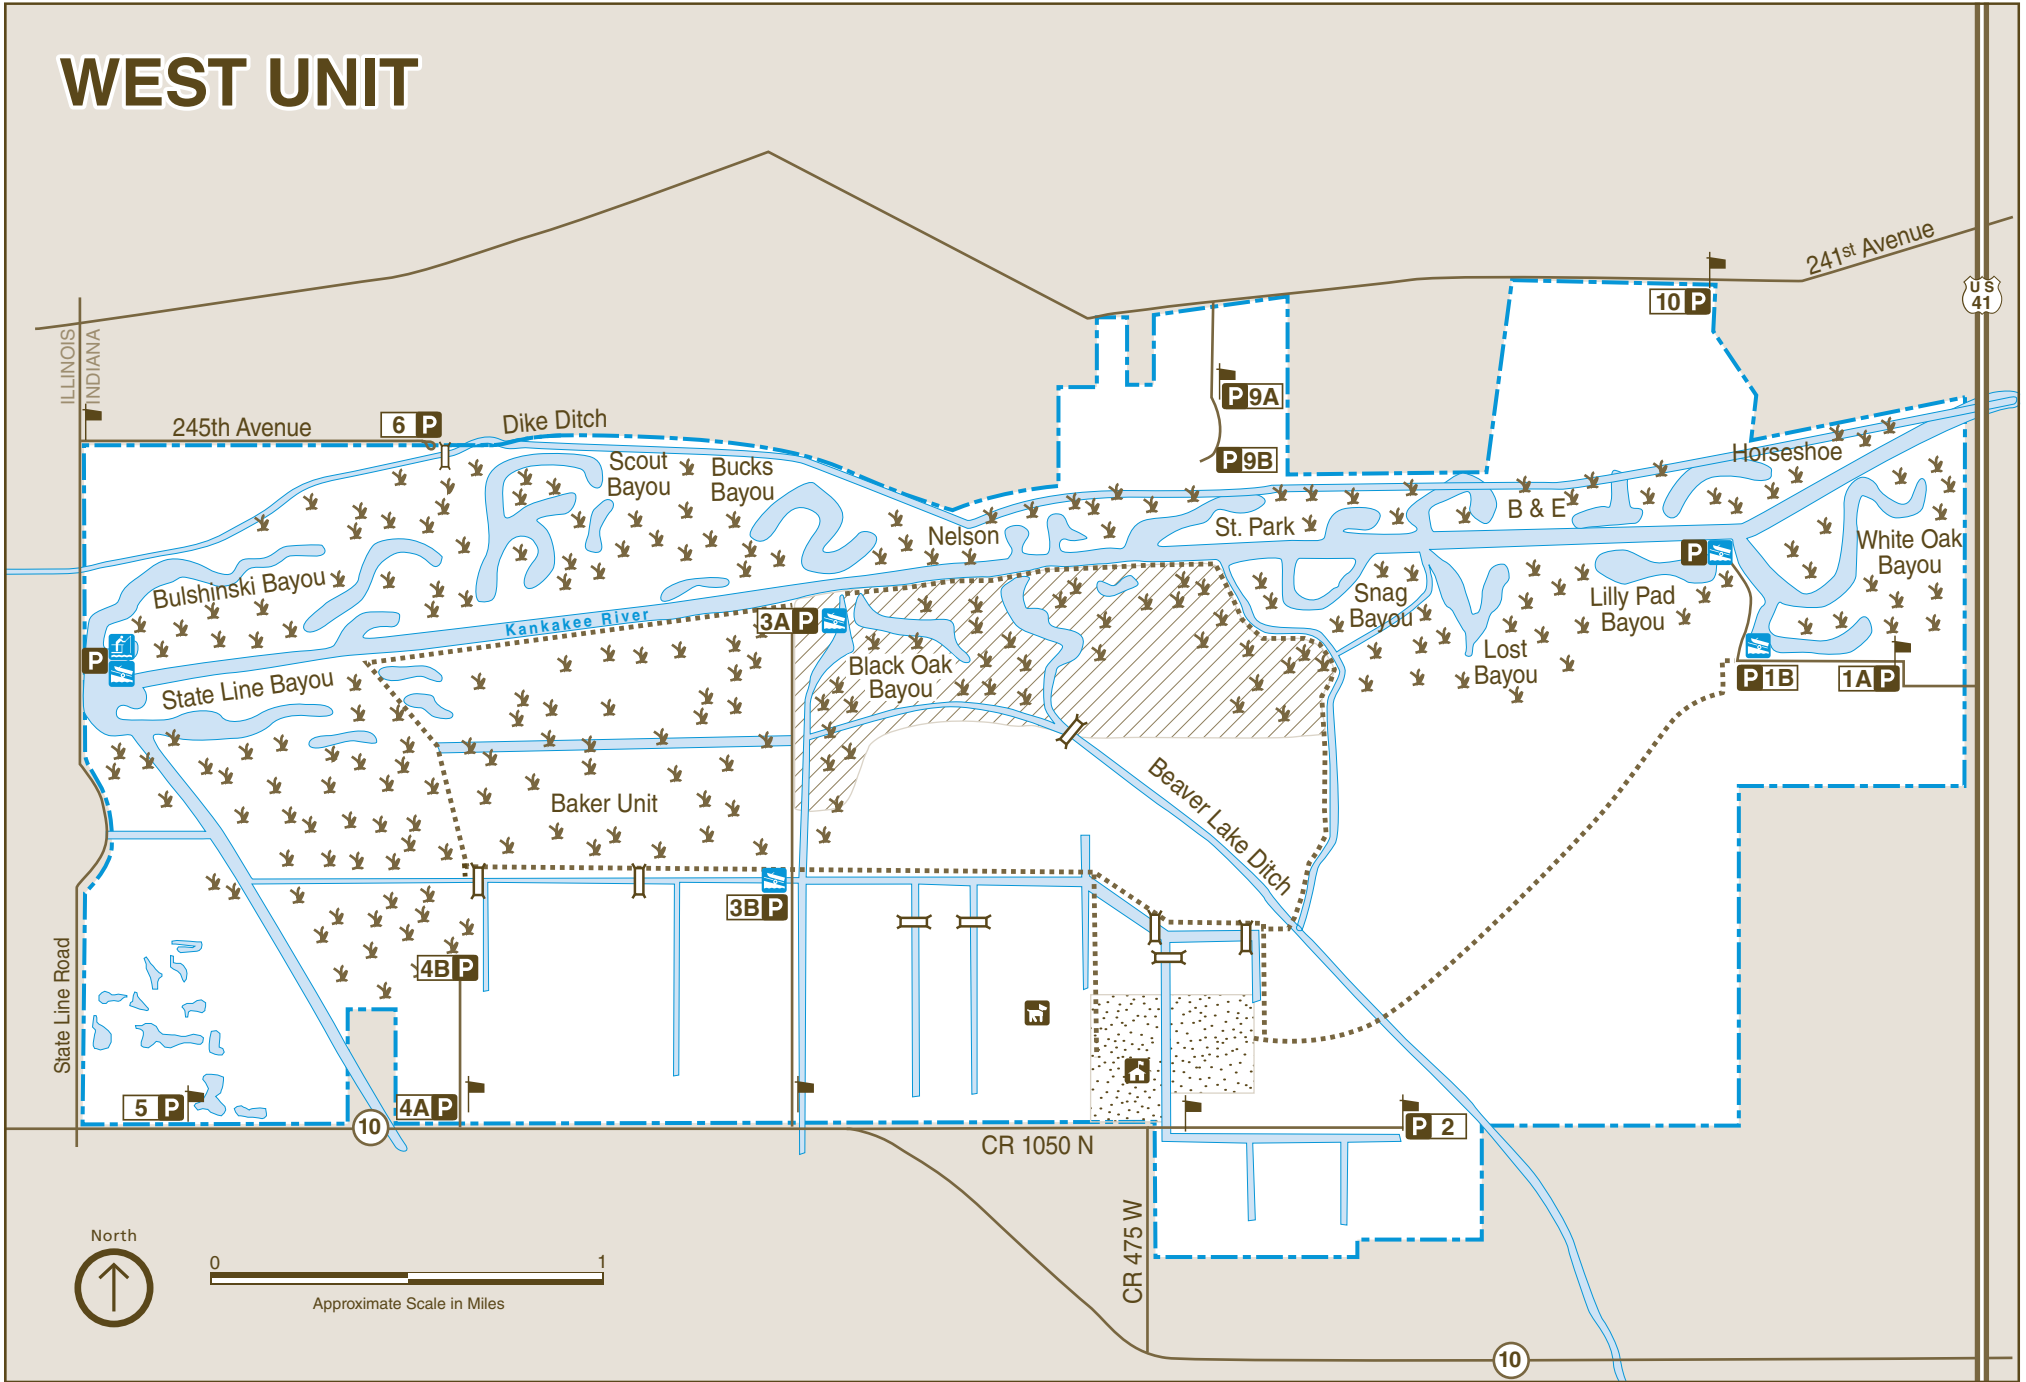 WEST UNIT
241st Avenue
U S
41
10 P
ILLINOIS
INDIANA
P 9A
245th Avenue
6 P
Dike Ditch
P 9B
Scout
Bayou
Bucks
Bayou
Horseshoe
B & E
St. Park
Nelson
White Oak
Bayou
P
Bulshinski Bayou
Snag
Bayou
Lilly Pad
Bayou
Kankakee River
3A P
Lost
Bayou
P
Black Oak
Bayou
State Line Bayou
P 1B
1A P
Baker Unit
Beaver Lake Ditch
3B P
4B P
State Line Road
5 P
4A P
10
P 2
CR 1050 N
CR 475 W
North
0 1
Approximate Scale in Miles
10